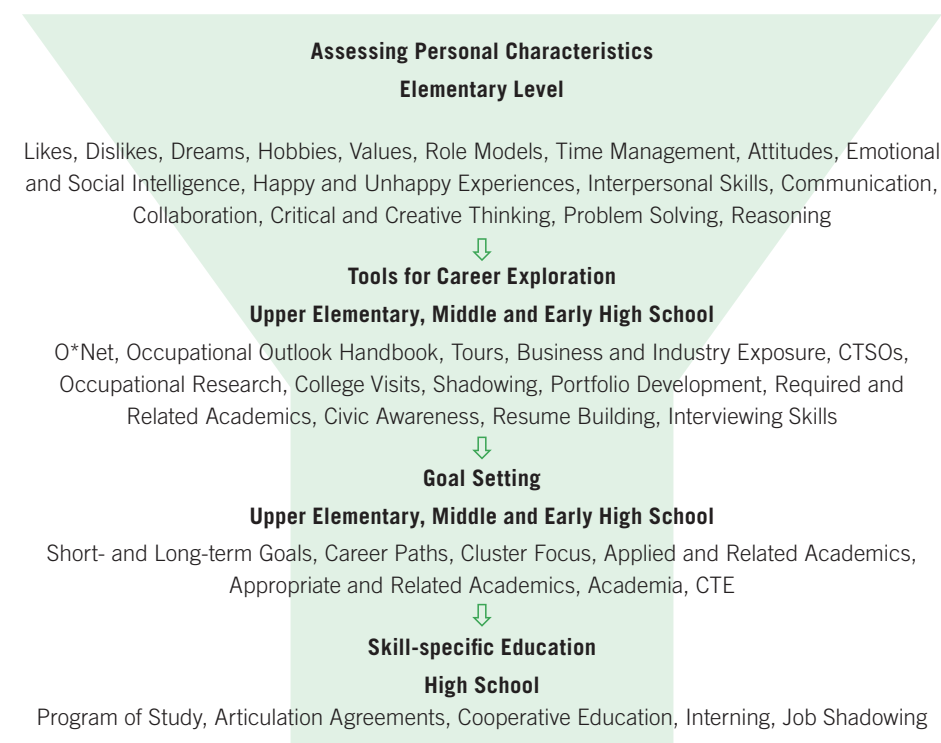 Assessing Personal Characteristics
Elementary Level
Likes, Dislikes, Dreams, Hobbies, Values, Role Models, Time Management, Attitudes, Emotional
and Social Intelligence, Happy and Unhappy Experiences, Interpersonal Skills, Communication,
Collaboration, Critical and Creative Thinking, Problem Solving, Reasoning
Tools for Career Exploration
Upper Elementary, Middle and Early High School
O*Net, Occupational Outlook Handbook, Tours, Business and Industry Exposure, CTSOs,
Occupational Research, College Visits, Shadowing, Portfolio Development, Required and
Related Academics, Civic Awareness, Resume Building, Interviewing Skills
Goal Setting
Upper Elementary, Middle and Early High School
Short- and Long-term Goals, Career Paths, Cluster Focus, Applied and Related Academics,
Appropriate and Related Academics, Academia, CTE
Skill-specific Education
High School
Program of Study, Articulation Agreements, Cooperative Education, Interning, Job Shadowing